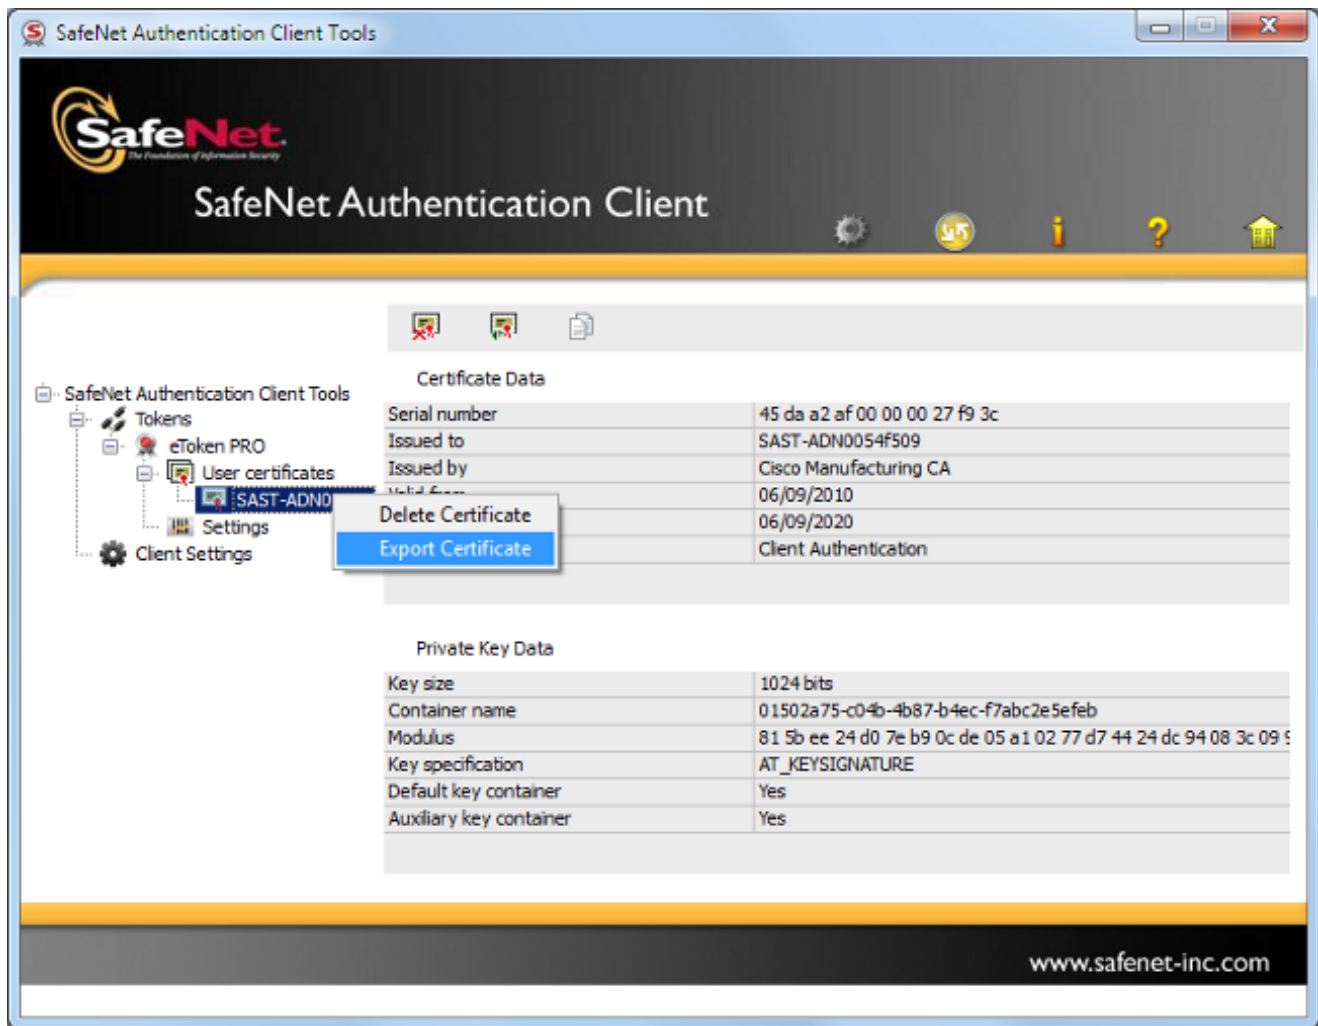 SafeNet Authentication Client Tools
SafeNet.
The Foundation of Information Security
SafeNet Authentication Client
Certificate Data
SafeNet Authentication Client Tools
Tokens
eToken PRO
User certificates
SAST-ADN0
Settings
Client Settings
Delete Certificate
Export Certificate
Serial number 45 da a2 af 00 00 00 27 f9 3c
Issued to SAST-ADN0054f509
Issued by Cisco Manufacturing CA
Valid from 06/09/2010
06/09/2020
Client Authentication
Private Key Data
Key size 1024 bits
Container name 01502a75-c04b-4b87-b4ec-f7abc2e5efeb
Modulus 81 5b ee 24 d0 7e b9 0c de 05 a1 02 77 d7 44 24 dc 94 08 3c 09
Key specification AT_KEYSIGNATURE
Default key container Yes
Auxiliary key container Yes
www.safenet-inc.com